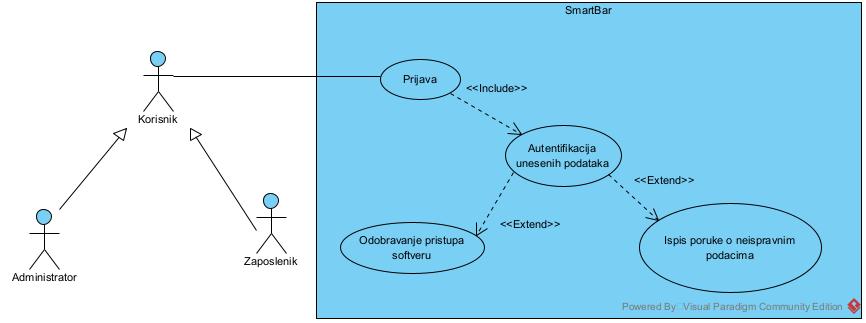 SmartBar
Prijava
<<Include>>
Korisnik
Autentifikacija
unesenih podataka
<<Extend>>
<<Extend>>
Odobravanje pristupa
softveru
Ispis poruke o neispravnim
podacima
Zaposlenik
Administrator
Powered By Visual Paradigm Community Edition